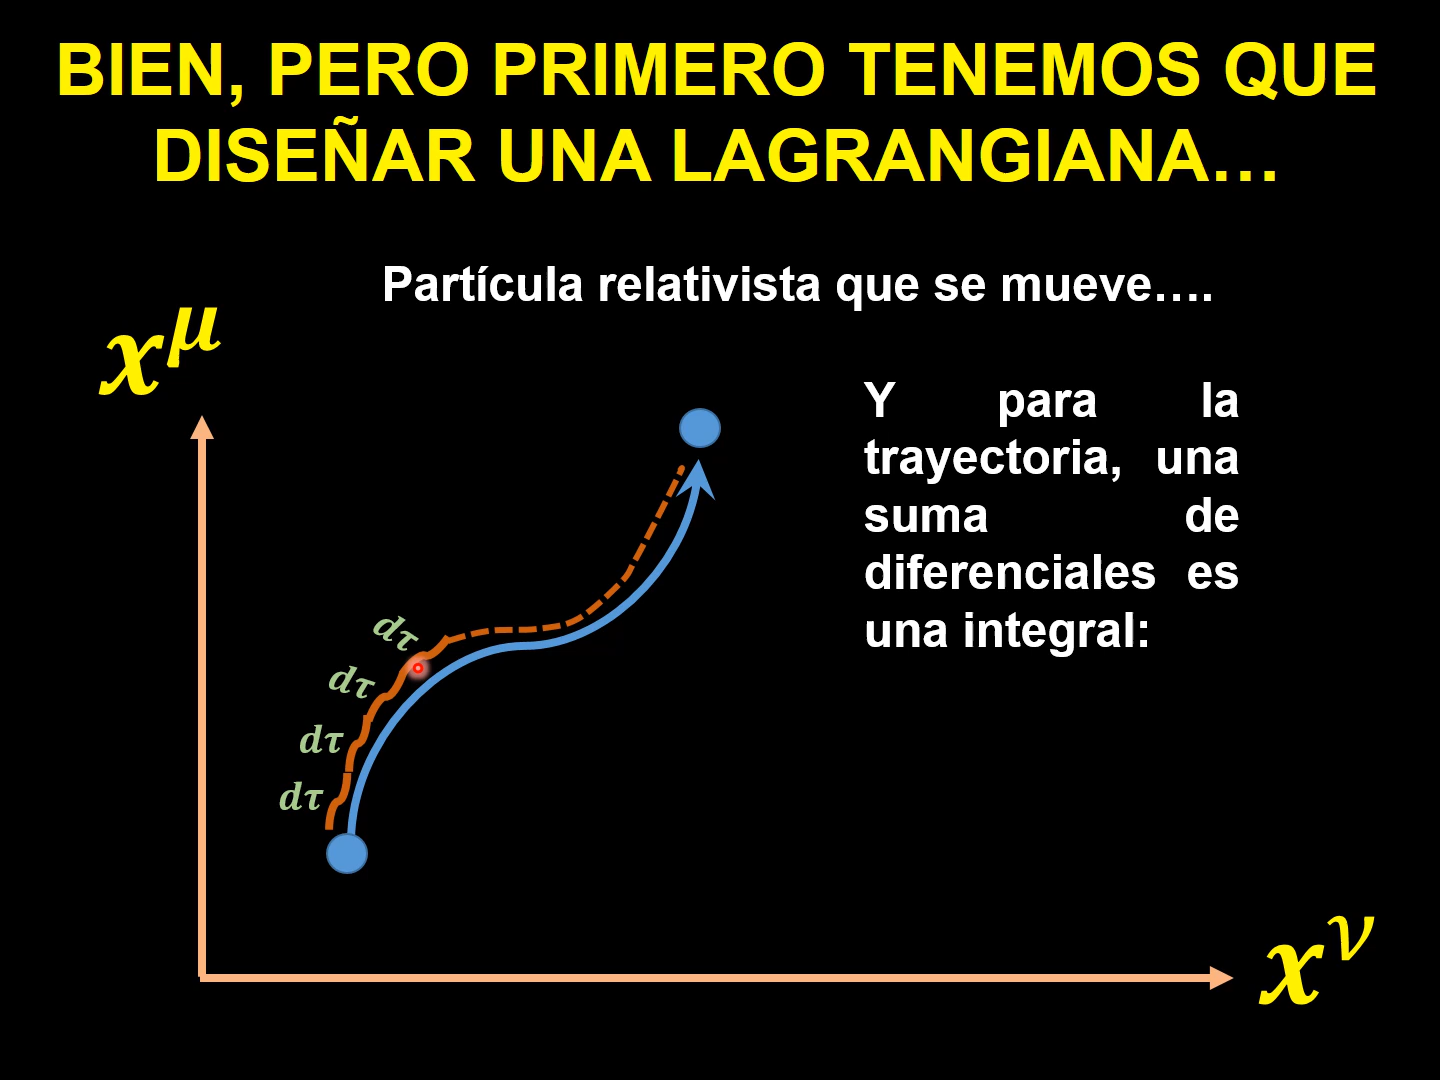 BIEN, PERO PRIMERO TENEMOS QUE
DISEÑAR UNA LAGRANGIANA…
Partícula relativista que se mueve….
x^μ
Y para la
trayectoria, una
suma de
diferenciales es
una integral:
dτ
dτ
dτ
dτ
x^ν